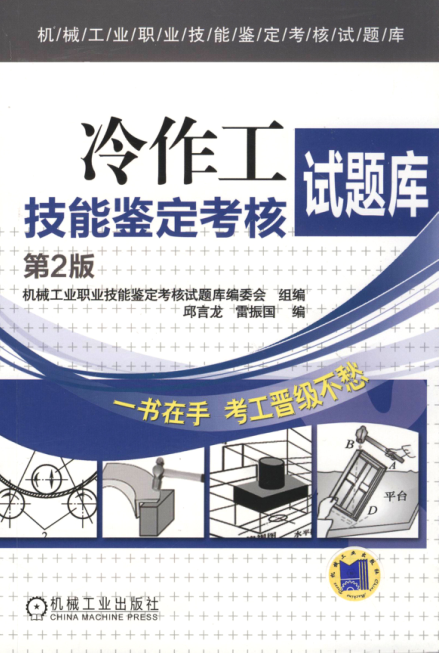 机/械/工/业/职/业/技/能/鉴/定/考/核/试/题/库
冷作工
技能鉴定考核
试题库
第2版
机械工业职业技能鉴定考核试题库编委会 组编
邱言龙 雷振国 编
一书在手 考工晋级不愁
B
A
平台
D
2
机械工业出版社
CHINA MACHINE PRESS